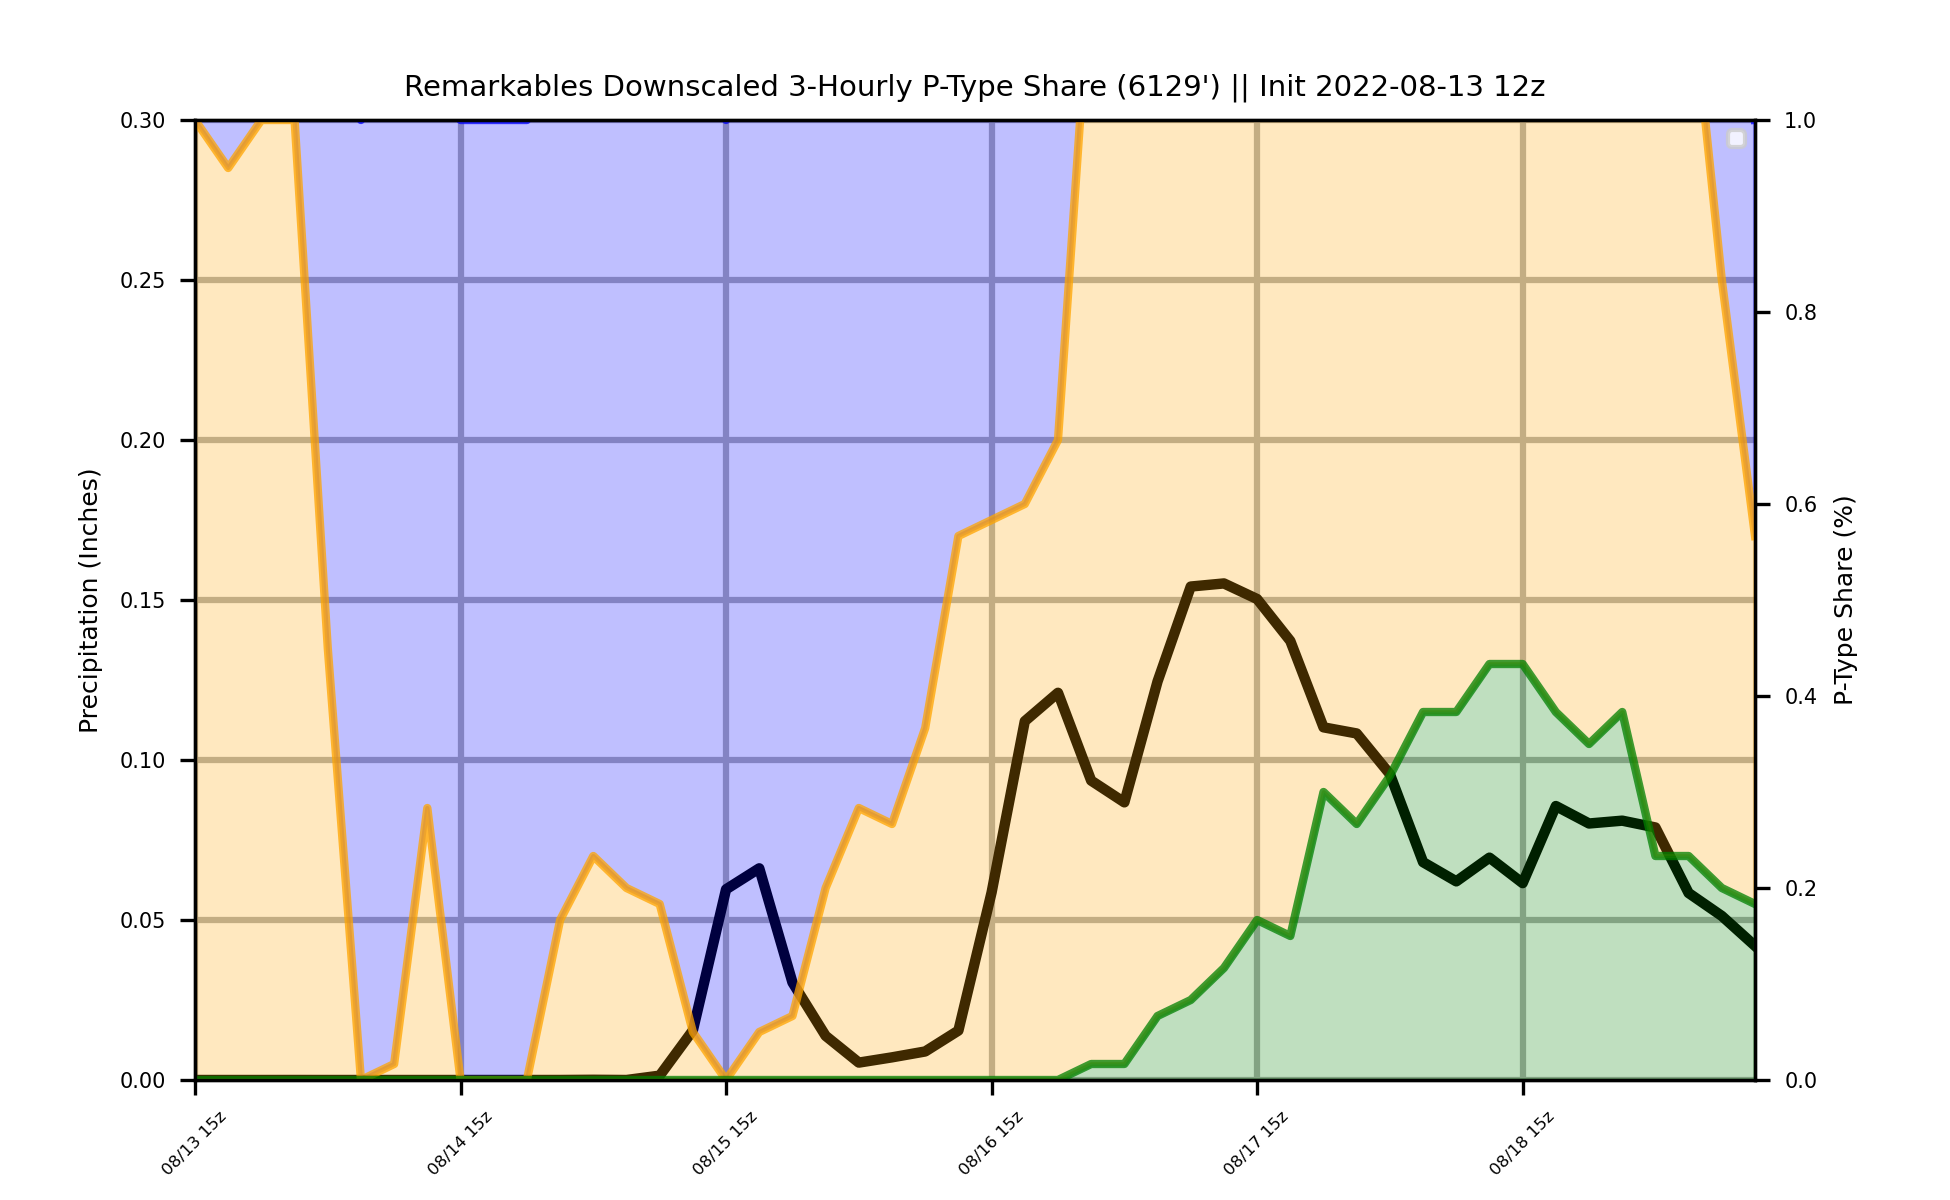 Remarkables Downscaled 3-Hourly P-Type Share (6129') || Init 2022-08-13 12z
0.30
0.25
0.20
0.15
0.10
0.05
0.00
Precipitation (Inches)
1.0
0.8
0.6
0.4
0.2
0.0
P-Type Share (%)
08/13 15z
08/14 15z
08/15 15z
08/16 15z
08/17 15z
08/18 15z